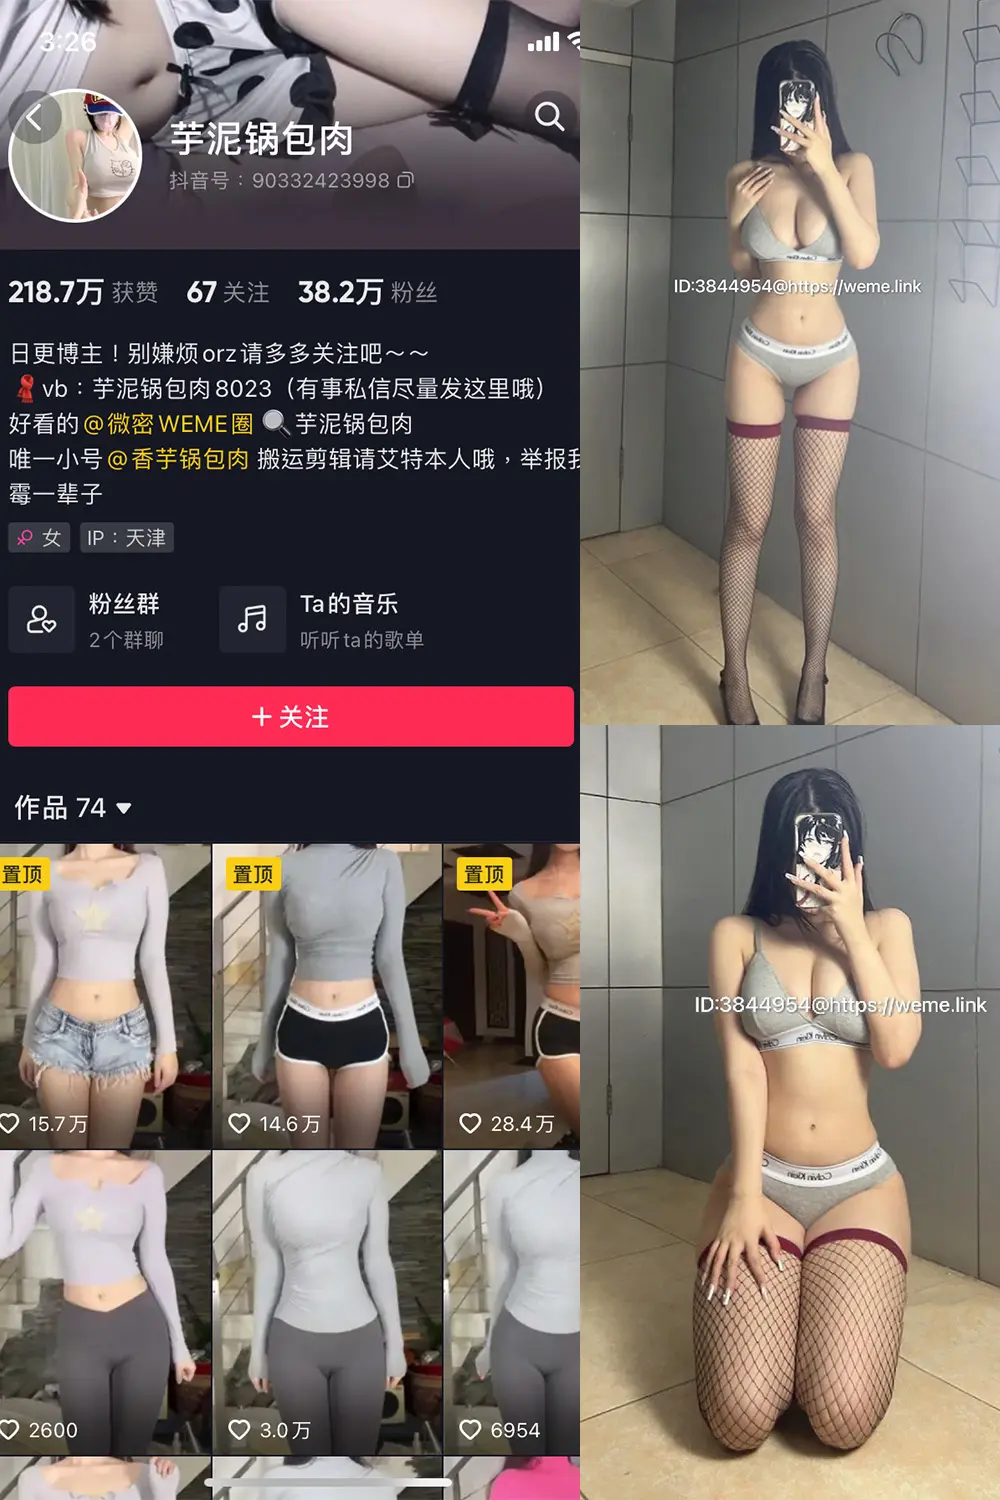 3:26
芋泥锅包肉
抖音号：90332423998
218.7万 获赞 67 关注 38.2万 粉丝
日更博主！别嫌烦orz请多多关注吧～～
vb：芋泥锅包肉8023（有事私信尽量发这里哦）
好看的@微密WEME圈 芋泥锅包肉
唯一小号@香芋锅包肉 搬运剪辑请艾特本人哦，举报我
霉一辈子
女 IP：天津
粉丝群
2个群聊
Ta的音乐
听听ta的歌单
+关注
作品 74
置顶
15.7万
置顶
14.6万
置顶
28.4万
2600
3.0万
6954
ID:3844954@https://weme.link
Calvin Klein
ID:3844954@https://weme.link
Calvin Klein